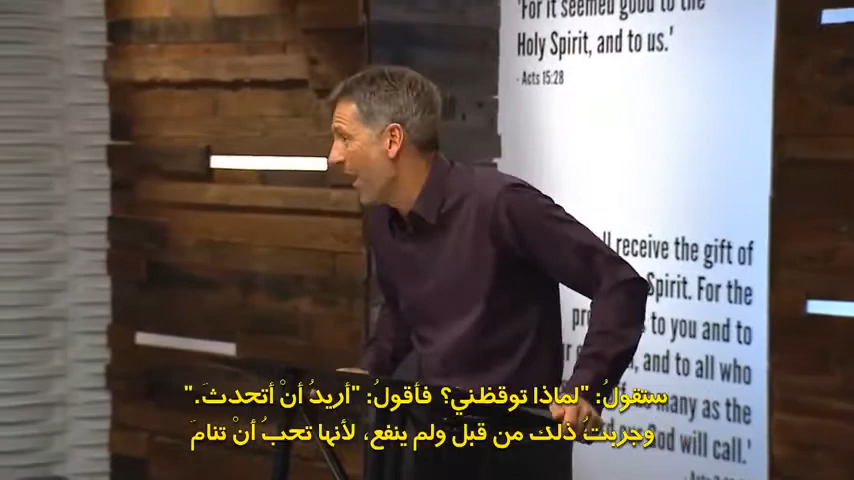 'For it seemed good to the
Holy Spirit, and to us.'
- Acts 15:28
receive the gift of
Spirit. For the
to you and to
, and to all who
many as the
God will call.'
ستقولُ: "لماذا توقظني؟ فأقولُ: "أريدُ أنْ أتحدثَ."
وجربتُ ذلك من قبل ولم ينفع، لأنها تحبُ أنْ تنامَ